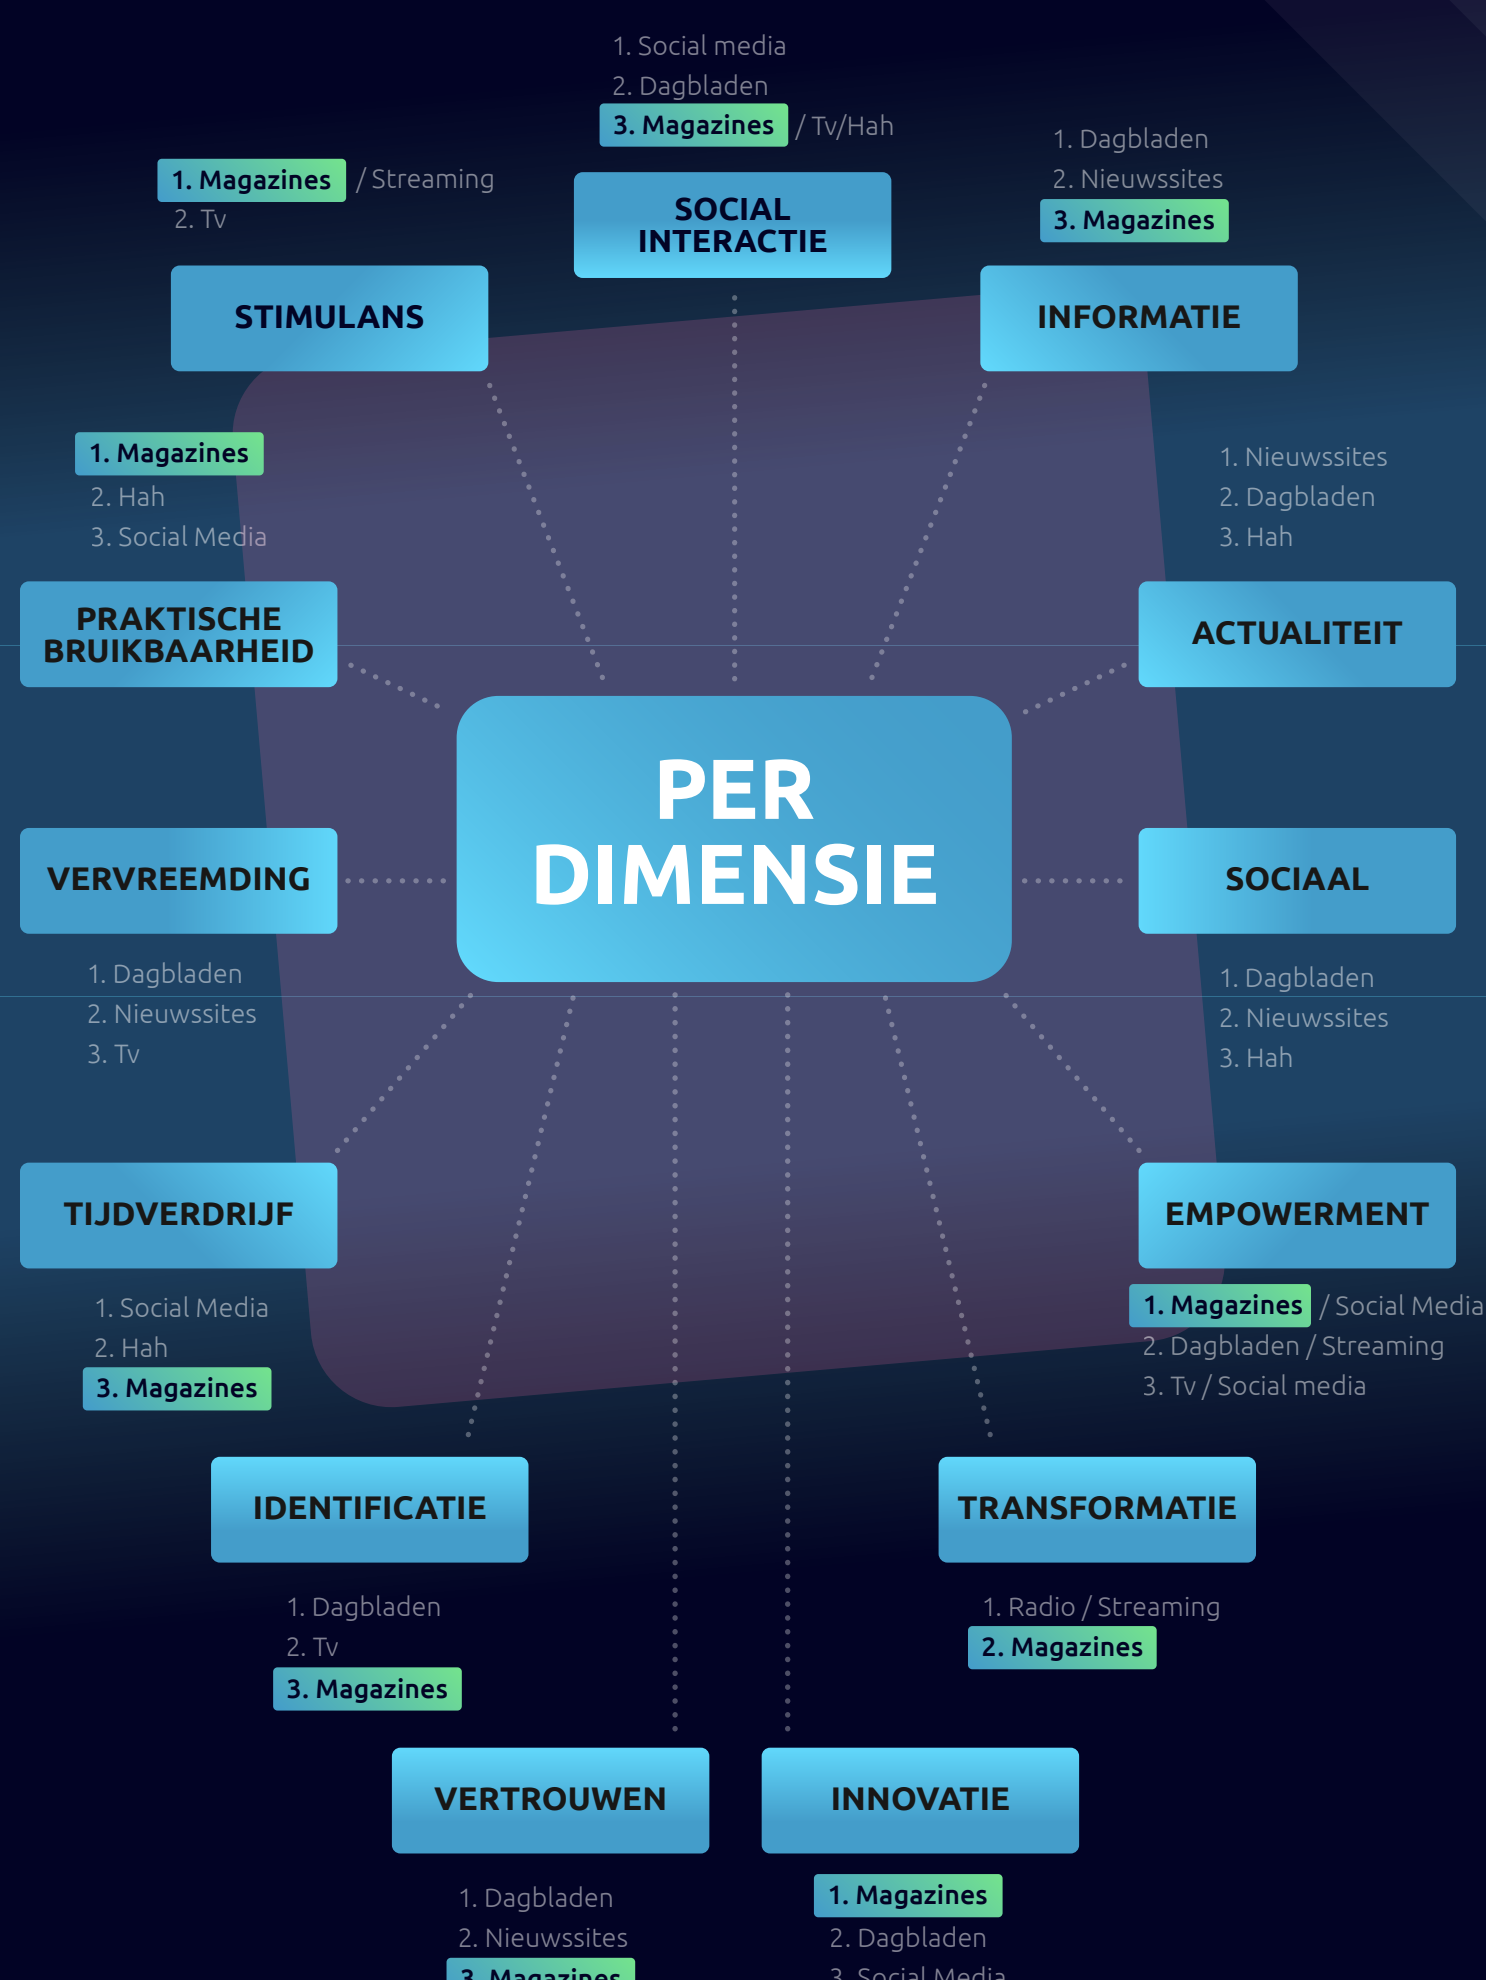 1. Social media
2. Dagbladen
3. Magazines / Tv/Hah
SOCIAL
INTERACTIE
1. Magazines / Streaming
2. Tv
STIMULANS
1. Dagbladen
2. Nieuwssites
3. Magazines
INFORMATIE
1. Magazines
2. Hah
3. Social Media
PRAKTISCHE
BRUIKBAARHEID
1. Nieuwssites
2. Dagbladen
3. Hah
ACTUALITEIT
PER
DIMENSIE
VERVREEMDING
1. Dagbladen
2. Nieuwssites
3. Tv
SOCIAAL
1. Dagbladen
2. Nieuwssites
3. Hah
TIJDVERDRIJF
1. Social Media
2. Hah
3. Magazines
EMPOWERMENT
1. Magazines / Social Media
2. Dagbladen / Streaming
3. Tv / Social media
IDENTIFICATIE
1. Dagbladen
2. Tv
3. Magazines
TRANSFORMATIE
1. Radio / Streaming
2. Magazines
VERTROUWEN
1. Dagbladen
2. Nieuwssites
3. Magazines
INNOVATIE
1. Magazines
2. Dagbladen
3. Social Media